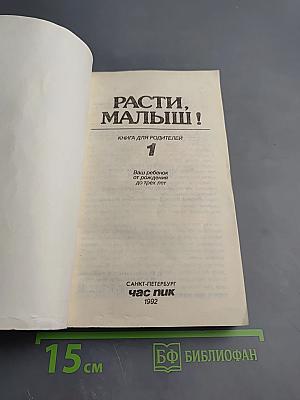 РАСТИ,
МАЛЫШ!
КНИГА ДЛЯ РОДИТЕЛЕЙ
1
Ваш ребенок
от рождения
до трех лет
САНКТ-ПЕТЕРБУРГ
час пик
1992
15 см
БФ БИБЛИОФАН